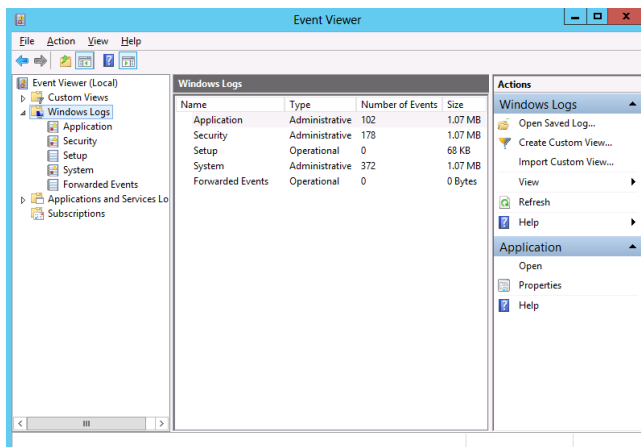 Event Viewer
File Action View Help
Event Viewer (Local)
Custom Views
Windows Logs
Application
Security
Setup
System
Forwarded Events
Applications and Services Lo
Subscriptions
Windows Logs
Name Type Number of Events Size
Application Administrative 102 1.07 MB
Security Administrative 178 1.07 MB
Setup Operational 0 68 KB
System Administrative 372 1.07 MB
Forwarded Events Operational 0 0 Bytes
Actions
Windows Logs
Open Saved Log...
Create Custom View...
Import Custom View...
View
Refresh
Help
Application
Open
Properties
Help